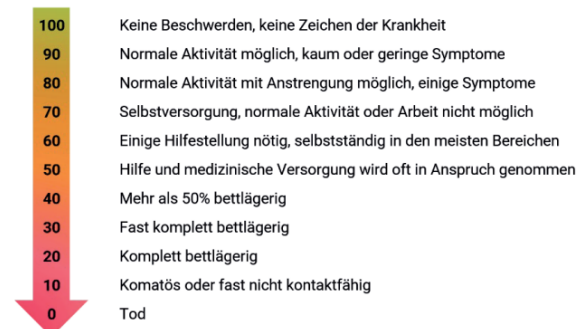 100 Keine Beschwerden, keine Zeichen der Krankheit
90 Normale Aktivität möglich, kaum oder geringe Symptome
80 Normale Aktivität mit Anstrengung möglich, einige Symptome
70 Selbstversorgung, normale Aktivität oder Arbeit nicht möglich
60 Einige Hilfestellung nötig, selbstständig in den meisten Bereichen
50 Hilfe und medizinische Versorgung wird oft in Anspruch genommen
40 Mehr als 50% bettlägerig
30 Fast komplett bettlägerig
20 Komplett bettlägerig
10 Komatös oder fast nicht kontaktfähig
0 Tod